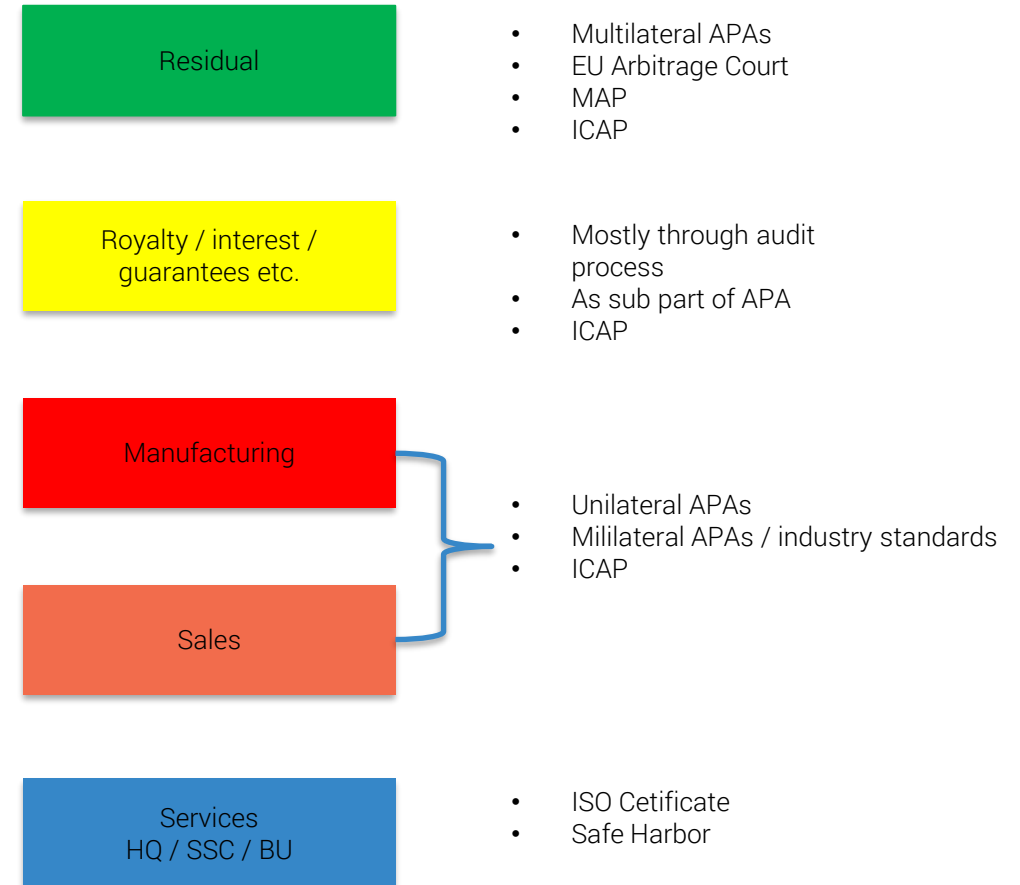 Residual
• Multilateral APAs
• EU Arbitrage Court
• MAP
• ICAP
Royalty / interest /
guarantees etc.
• Mostly through audit
process
• As sub part of APA
• ICAP
Manufacturing
Sales
• Unilateral APAs
• Mililateral APAs / industry standards
• ICAP
Services
HQ / SSC / BU
• ISO Cetificate
• Safe Harbor